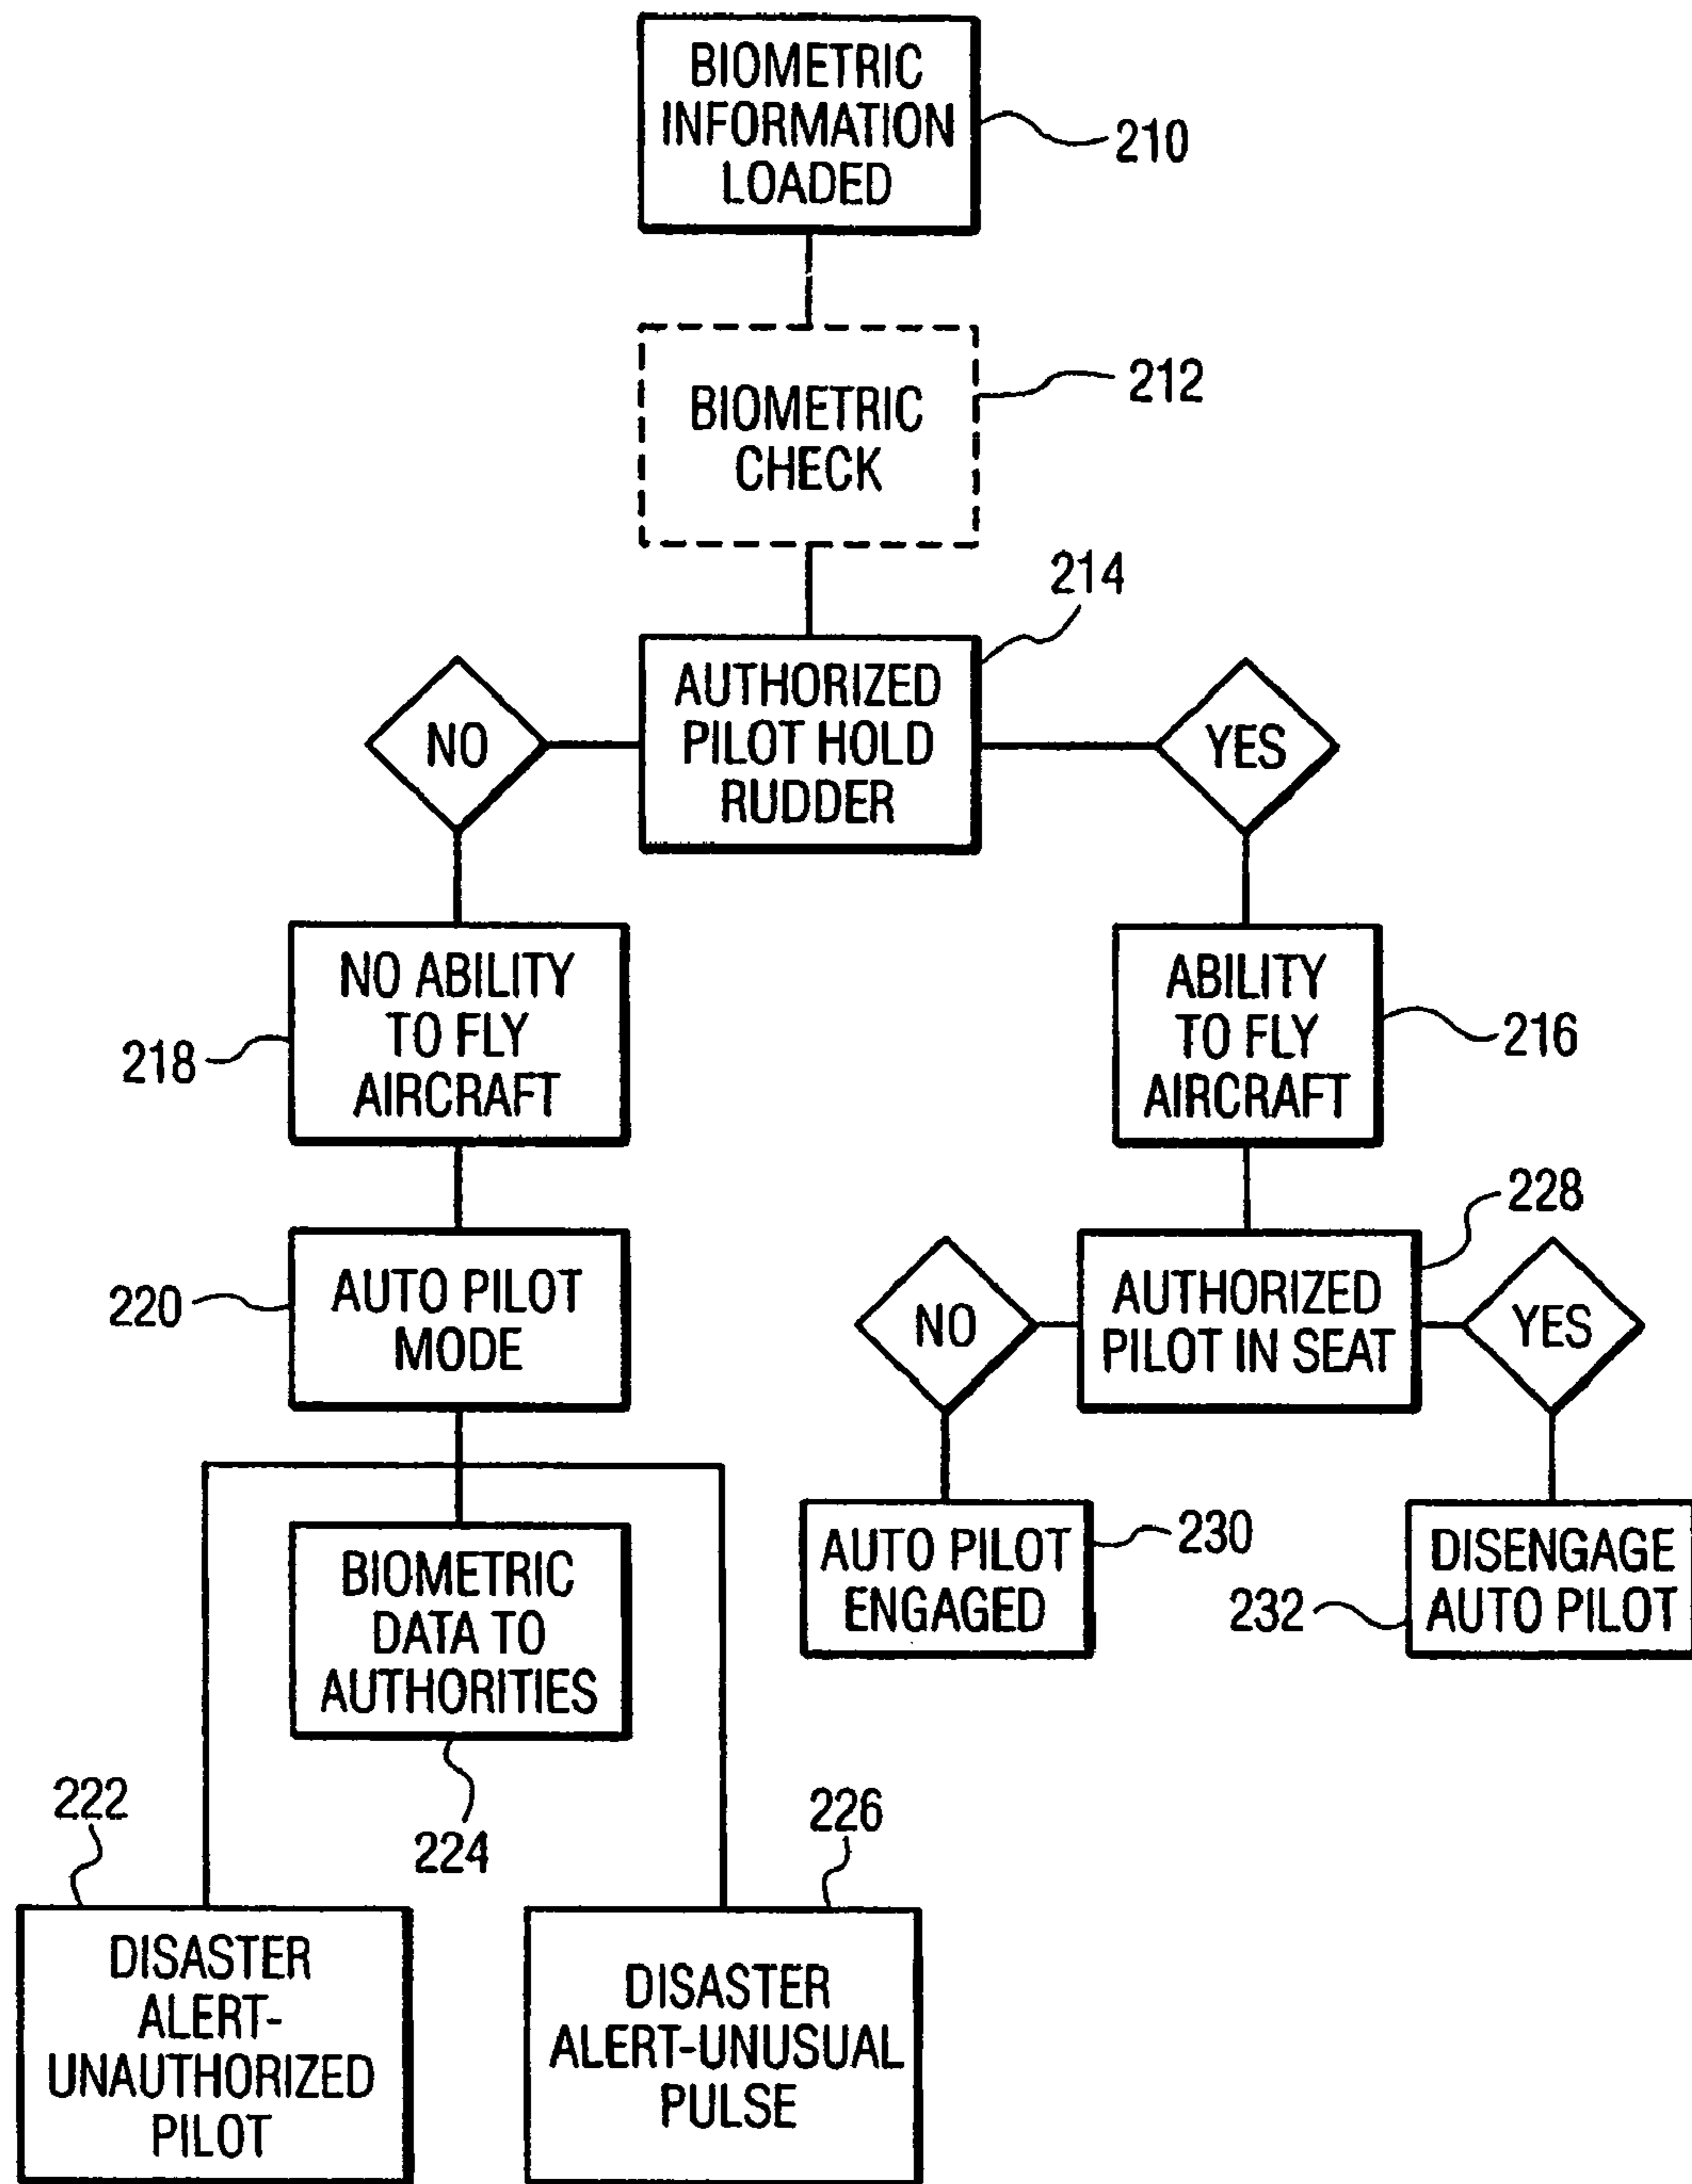 BIOMETRIC
INFORMATION
LOADED
210
BIOMETRIC
CHECK
212
214
AUTHORIZED
PILOT HOLD
RUDDER
NO
YES
NO ABILITY
TO FLY
AIRCRAFT
218
ABILITY
TO FLY
AIRCRAFT
216
AUTO PILOT
MODE
220
228
AUTHORIZED
PILOT IN SEAT
NO
YES
BIOMETRIC
DATA TO
AUTHORITIES
224
AUTO PILOT
ENGAGED
230
DISENGAGE
AUTO PILOT
232
222
DISASTER
ALERT-
UNAUTHORIZED
PILOT
226
DISASTER
ALERT-UNUSUAL
PULSE